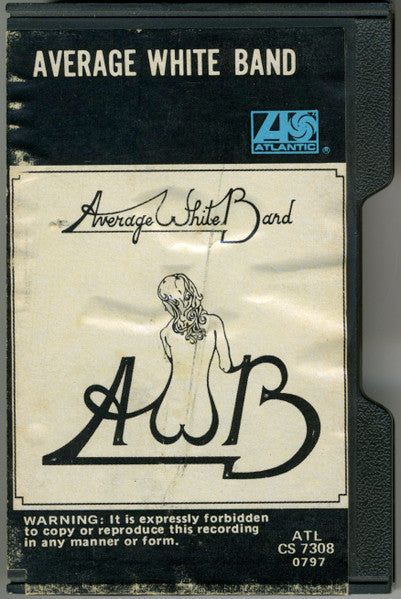 AVERAGE WHITE BAND
ATLANTIC ®
Average White Band
AWB
WARNING: It is expressly forbidden
to copy or reproduce this recording
in any manner or form.
ATL
CS 7308
0797